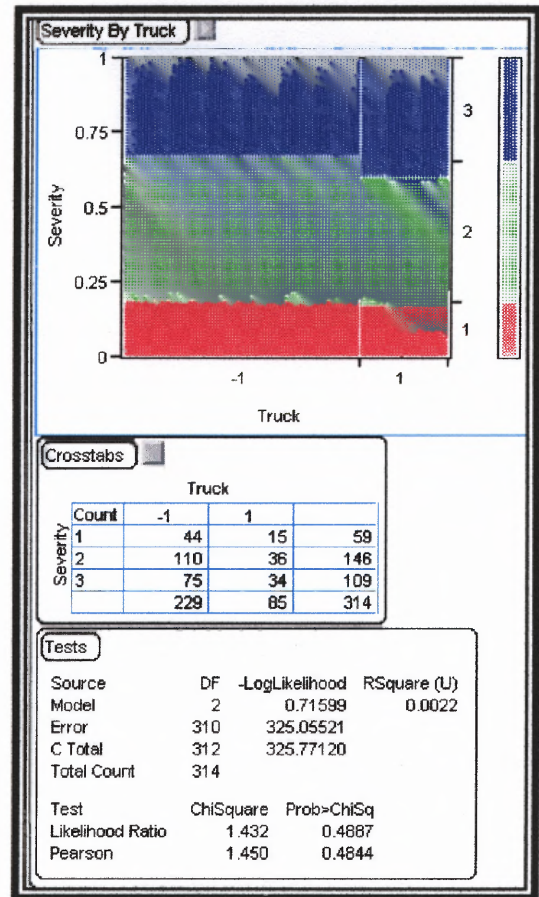 Severity By Truck
1
0.75
0.5
0.25
0
Severity
3
2
1
-1 1
Truck
Crosstabs
Truck
Severity
Count -1 1
1 44 15 59
2 110 36 146
3 75 34 109
229 85 314
Tests
Source DF -LogLikelihood RSquare (U)
Model 2 0.71599 0.0022
Error 310 325.05521
C Total 312 325.77120
Total Count 314
Test ChiSquare Prob>ChiSq
Likelihood Ratio 1.432 0.4887
Pearson 1.450 0.4844